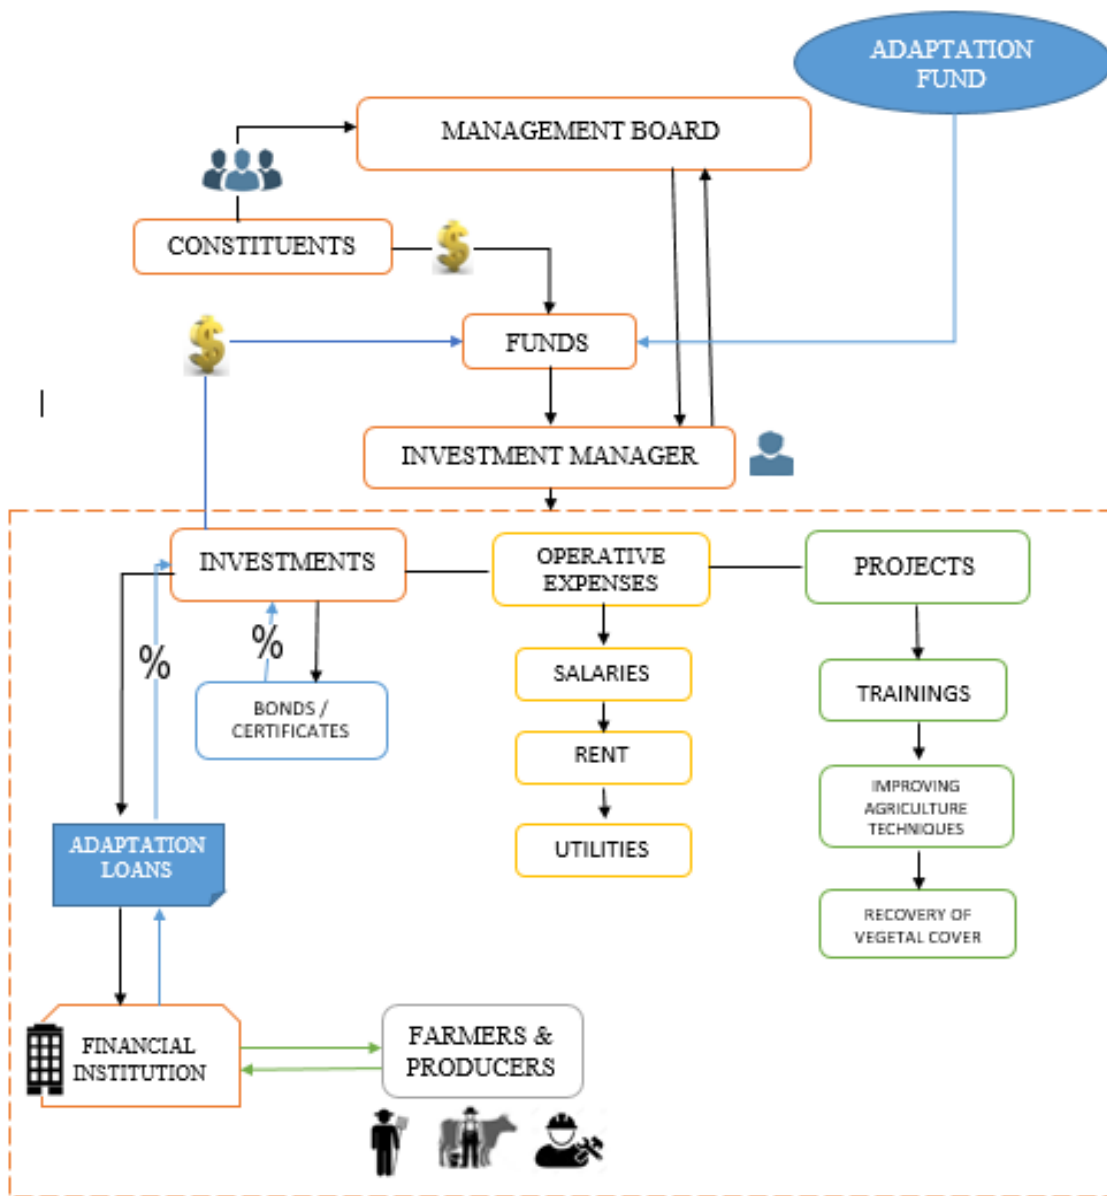 ADAPTATION
FUND
MANAGEMENT BOARD
CONSTITUENTS
$
$
FUNDS
INVESTMENT MANAGER
INVESTMENTS
OPERATIVE
EXPENSES
PROJECTS
%
%
BONDS /
CERTIFICATES
SALARIES
TRAININGS
RENT
IMPROVING
AGRICULTURE
TECHNIQUES
ADAPTATION
LOANS
UTILITIES
RECOVERY OF
VEGETAL COVER
FINANCIAL
INSTITUTION
FARMERS &
PRODUCERS